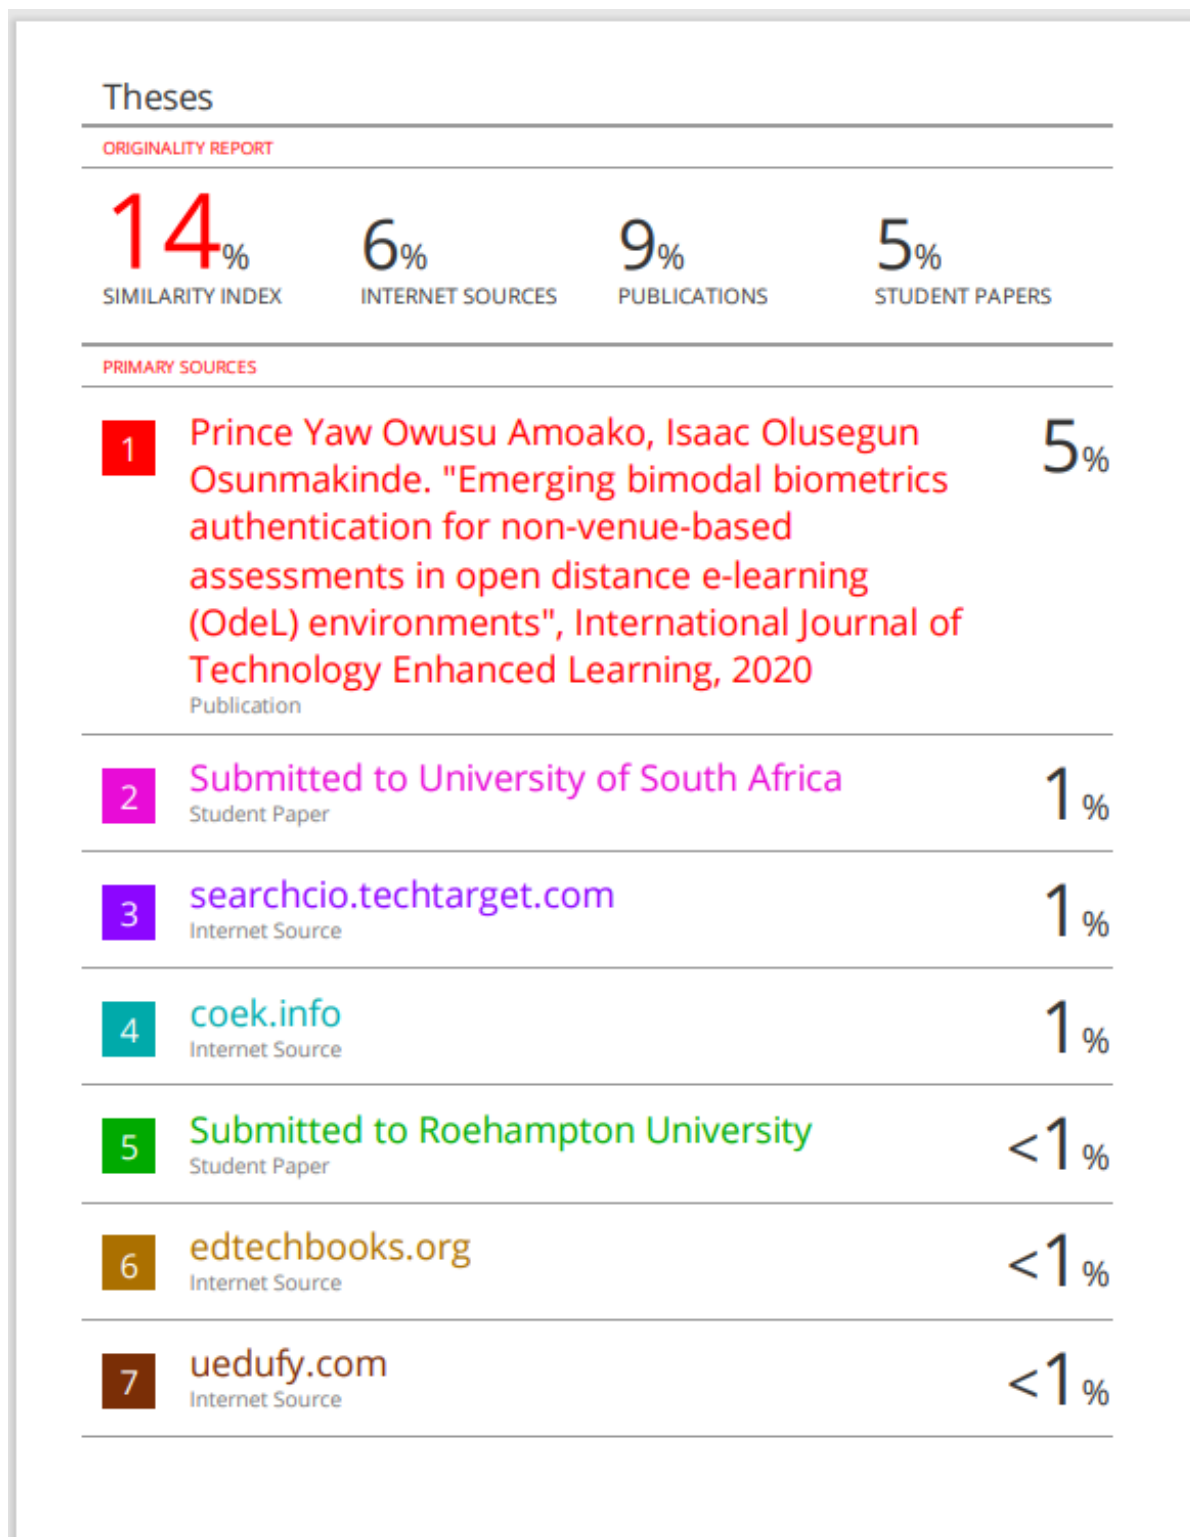 Theses
ORIGINALITY REPORT
14%
6%
9%
5%
SIMILARITY INDEX
INTERNET SOURCES
PUBLICATIONS
STUDENT PAPERS
PRIMARY SOURCES
1
Prince Yaw Owusu Amoako, Isaac Olusegun
Osunmakinde. "Emerging bimodal biometrics
authentication for non-venue-based
assessments in open distance e-learning
(OdeL) environments", International Journal of
Technology Enhanced Learning, 2020
Publication
5%
2
Submitted to University of South Africa
Student Paper
1%
3
searchcio.techtarget.com
Internet Source
1%
4
coek.info
Internet Source
1%
5
Submitted to Roehampton University
Student Paper
<1%
6
edtechbooks.org
Internet Source
<1%
7
uedufy.com
Internet Source
<1%